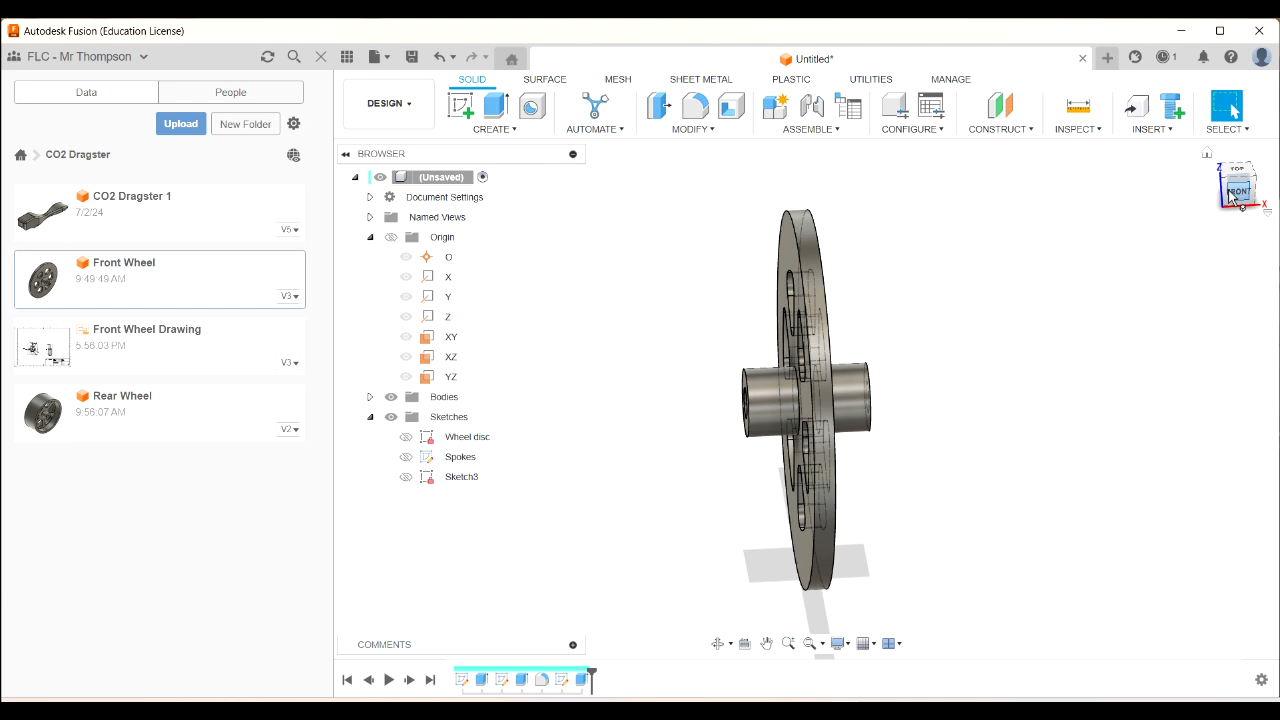 Autodesk Fusion (Education License)
FLC - Mr Thompson
Untitled*
1
Data
People
Upload
New Folder
CO2 Dragster
CO2 Dragster 1
7/2/24
V5
Front Wheel
9:49:49 AM
V3
Front Wheel Drawing
5:56:03 PM
V3
Rear Wheel
9:56:07 AM
V2
DESIGN
SOLID
SURFACE
MESH
SHEET METAL
PLASTIC
UTILITIES
MANAGE
CREATE
AUTOMATE
MODIFY
ASSEMBLE
CONFIGURE
CONSTRUCT
INSPECT
INSERT
SELECT
BROWSER
(Unsaved)
Document Settings
Named Views
Origin
O
X
Y
Z
XY
XZ
YZ
Bodies
Sketches
Wheel disc
Spokes
Sketch3
TOP
Z
FRONT
X
COMMENTS